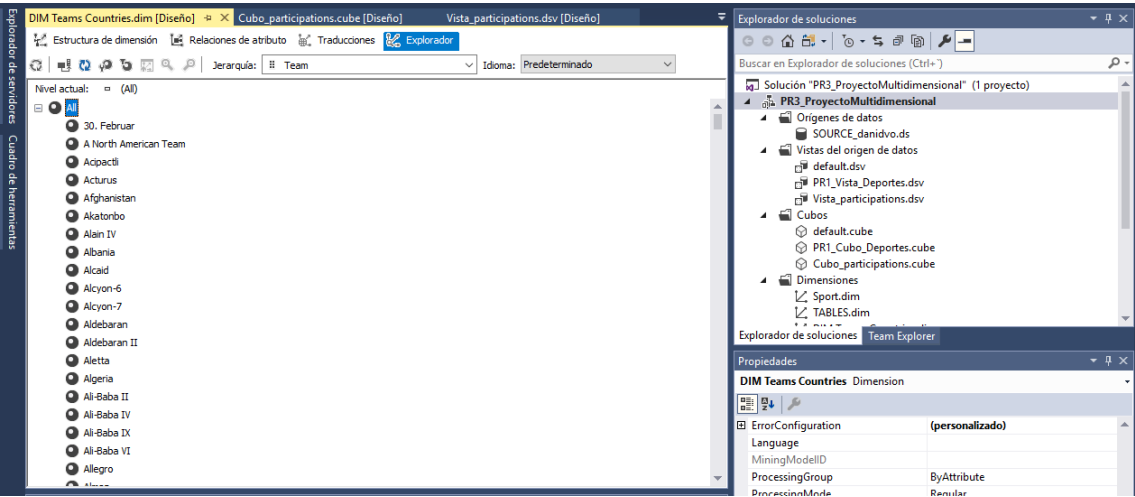 Explorador de servidores
Cuadro de herramientas
DIM Teams Countries.dim [Diseño]
Cubo_participations.cube [Diseño]
Vista_participations.dsv [Diseño]
Estructura de dimensión
Relaciones de atributo
Traducciones
Explorador
Jerarquía:
Team
Idoma:
Predeterminado
Nivel actual:
(All)
All
30. Februar
A North American Team
Acipactli
Acturus
Afghanistan
Akatonbo
Alain IV
Albania
Alcaid
Alcyon-6
Alcyon-7
Aldebaran
Aldebaran II
Aletta
Algeria
Ali-Baba II
Ali-Baba IV
Ali-Baba IX
Ali-Baba VI
Allegro
Explorador de soluciones
Buscar en Explorador de soluciones (Ctrl+`)
Solución "PR3_ProyectoMultidimensional" (1 proyecto)
PR3_ProyectoMultidimensional
Orígenes de datos
SOURCE_danidvo.ds
Vistas del origen de datos
default.dsv
PR1_Vista_Deportes.dsv
Vista_participations.dsv
Cubos
default.cube
PR1_Cubo_Deportes.cube
Cubo_participations.cube
Dimensiones
Sport.dim
TABLES.dim
Explorador de soluciones
Team Explorer
Propiedades
DIM Teams Countries Dimension
ErrorConfiguration (personalizado)
Language
MiningModelID
ProcessingGroup ByAttribute
ProcessingMode Regular